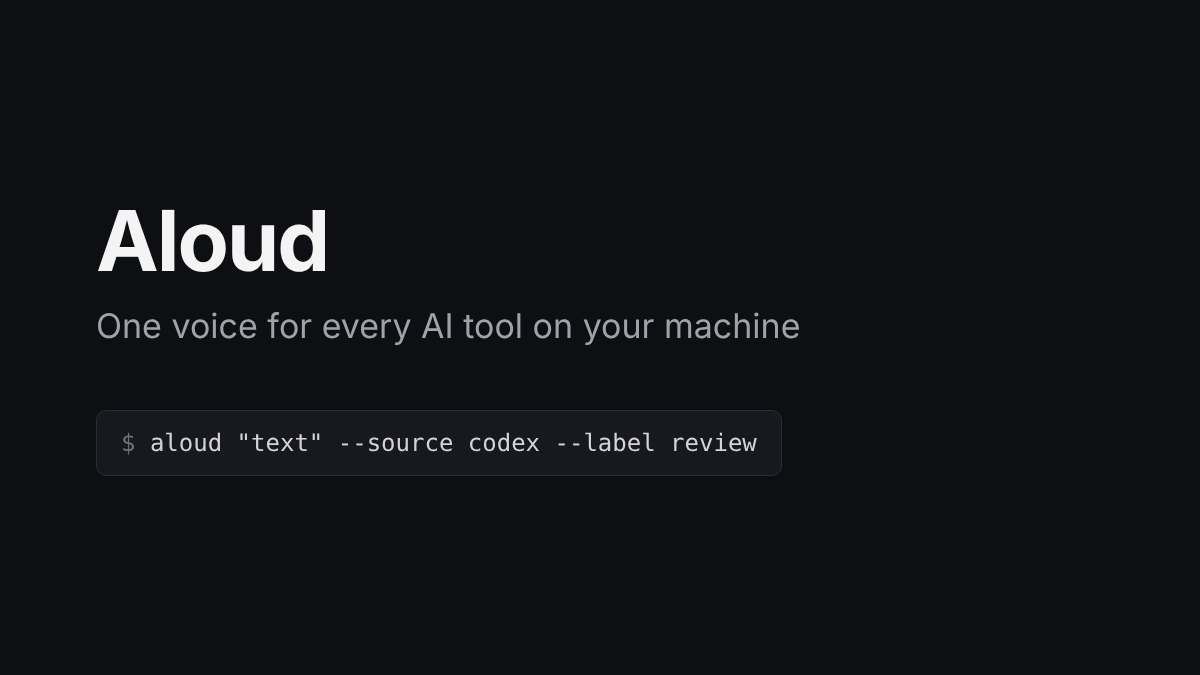 Aloud
One voice for every AI tool on your machine
$ aloud "text" --source codex --label review